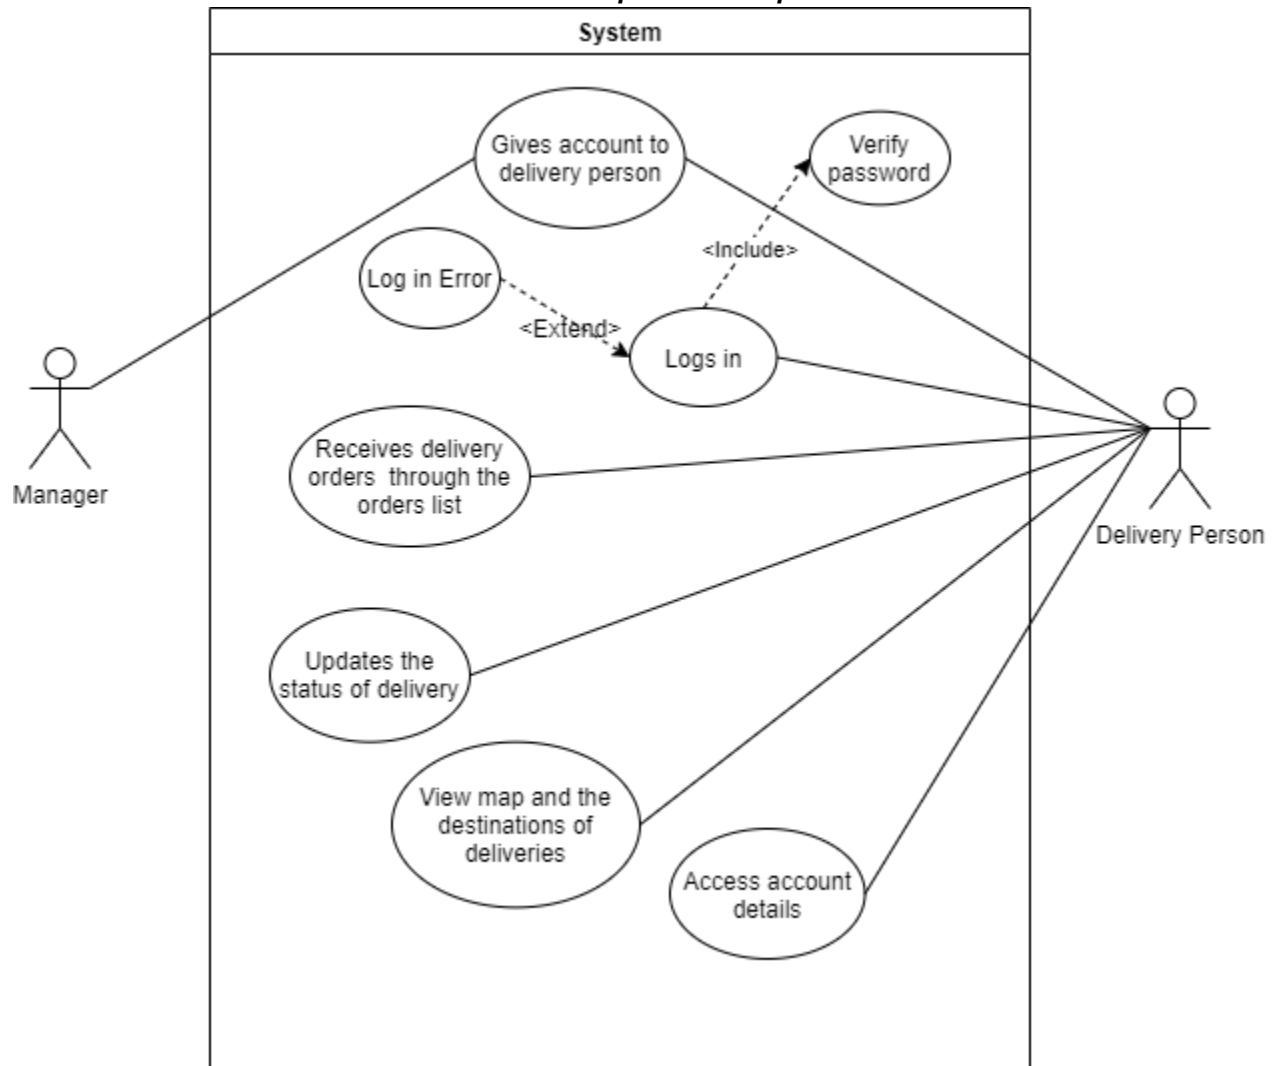 System
Gives account to
delivery person
Verify
password
<Include>
Log in Error
<Extend>
Logs in
Receives delivery
orders  through the
orders list
Manager
Delivery Person
Updates the
status of delivery
View map and the
destinations of
deliveries
Access account
details